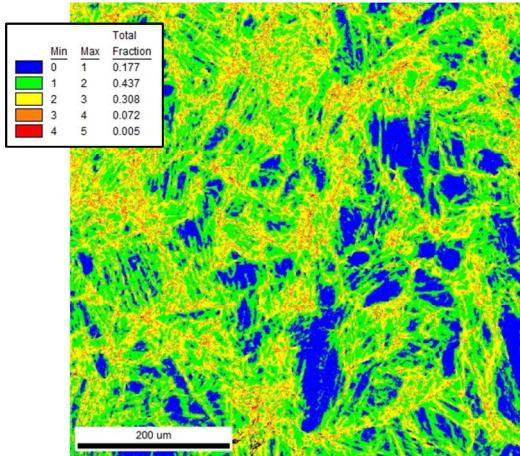 Total
Min Max Fraction
0 1 0.177
1 2 0.437
2 3 0.308
3 4 0.072
4 5 0.005
200 um